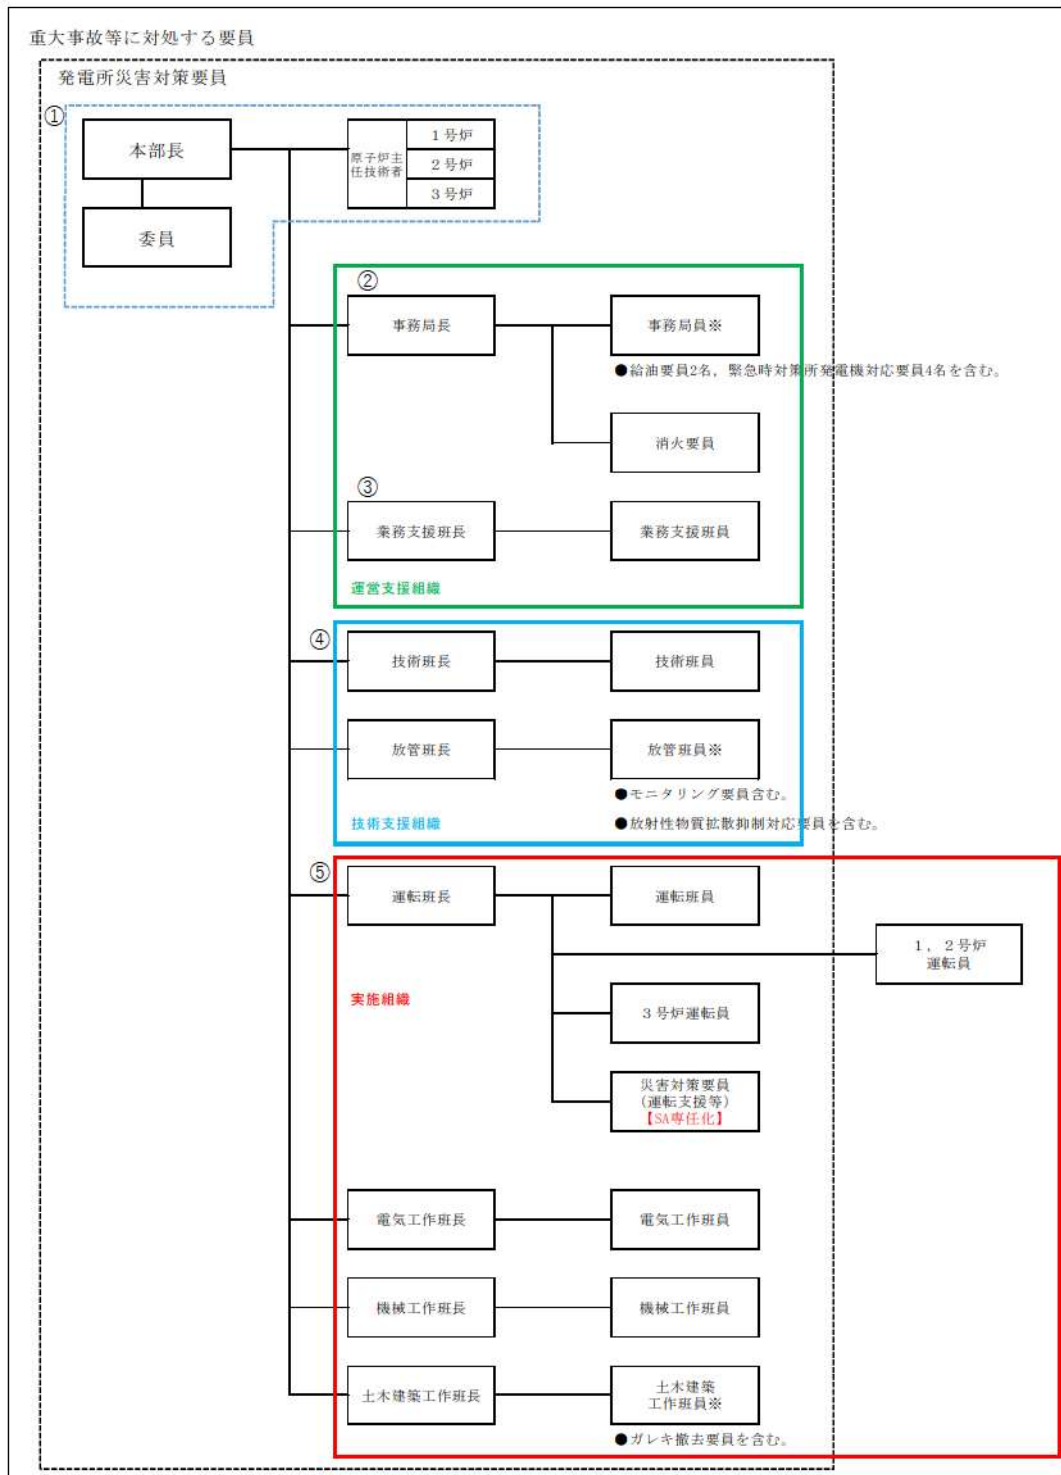 重大事故等に対処する要員
発電所災害対策要員
①
本部長
原子炉主
任技術者
1号炉
2号炉
3号炉
委員
②
事務局長
事務局員※
●給油要員2名，緊急時対策所発電機対応要員4名を含む。
消火要員
③
業務支援班長
業務支援班員
運営支援組織
④
技術班長
技術班員
放管班長
放管班員※
●モニタリング要員含む。
技術支援組織
●放射性物質拡散抑制対応要員を含む。
⑤
運転班長
運転班員
1，2号炉
運転員
実施組織
3号炉運転員
災害対策要員
(運転支援等)
【SA専任化】
電気工作班長
電気工作班員
機械工作班長
機械工作班員
土木建築工作班長
土木建築
工作班員※
●ガレキ撤去要員を含む。